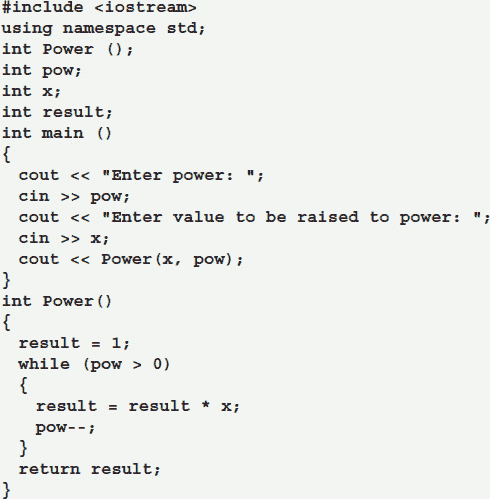 #include <iostream>
using namespace std;
int Power ();
int pow;
int x;
int result;
int main ()
{
  cout << "Enter power: ";
  cin >> pow;
  cout << "Enter value to be raised to power: ";
  cin >> x;
  cout << Power(x, pow);
}
int Power()
{
  result = 1;
  while (pow > 0)
  {
    result = result * x;
    pow--;
  }
  return result;
}